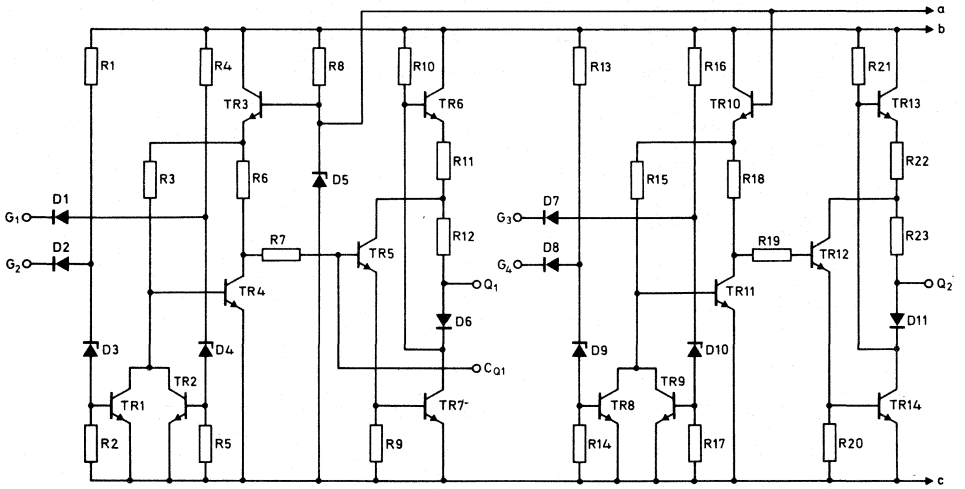 a
b
R1
R4
R8
R10
R13
R16
R21
TR3
TR6
TR10
TR13
R3
R6
D5
R11
R15
R18
R22
D1
G1
D7
G3
R7
R12
R19
R23
D2
G2
TR5
D8
G4
TR12
TR4
Q1
TR11
Q2
D6
D11
D3
D4
D9
D10
CQ1
TR2
TR9
TR1
TR7
TR8
TR14
R2
R5
R9
R14
R17
R20
c